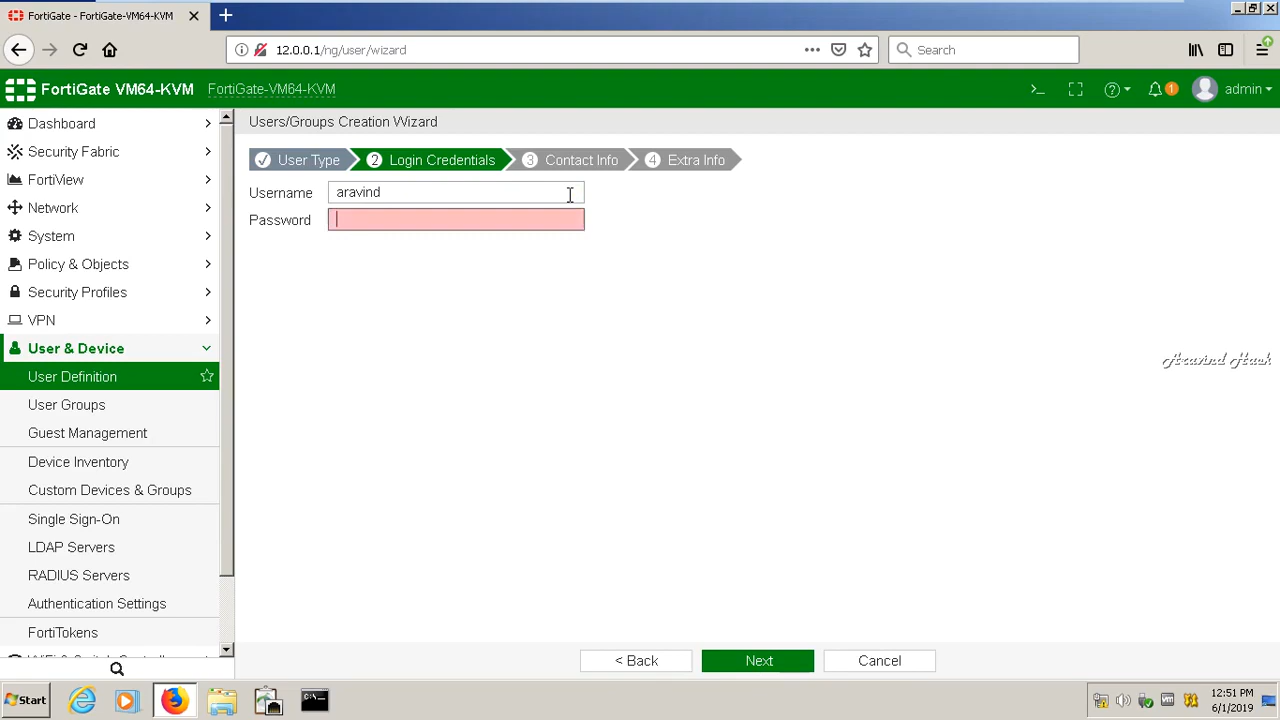 FortiGate - FortiGate-VM64-KVM
12.0.0.1/ng/user/wizard
Search
FortiGate VM64-KVM
FortiGate-VM64-KVM
1
admin
Dashboard
Security Fabric
FortiView
Network
System
Policy & Objects
Security Profiles
VPN
User & Device
User Definition
User Groups
Guest Management
Device Inventory
Custom Devices & Groups
Single Sign-On
LDAP Servers
RADIUS Servers
Authentication Settings
FortiTokens
Users/Groups Creation Wizard
User Type
2 Login Credentials
3 Contact Info
4 Extra Info
Username aravind
Password
< Back
Next
Cancel
Start
12:51 PM
6/1/2019